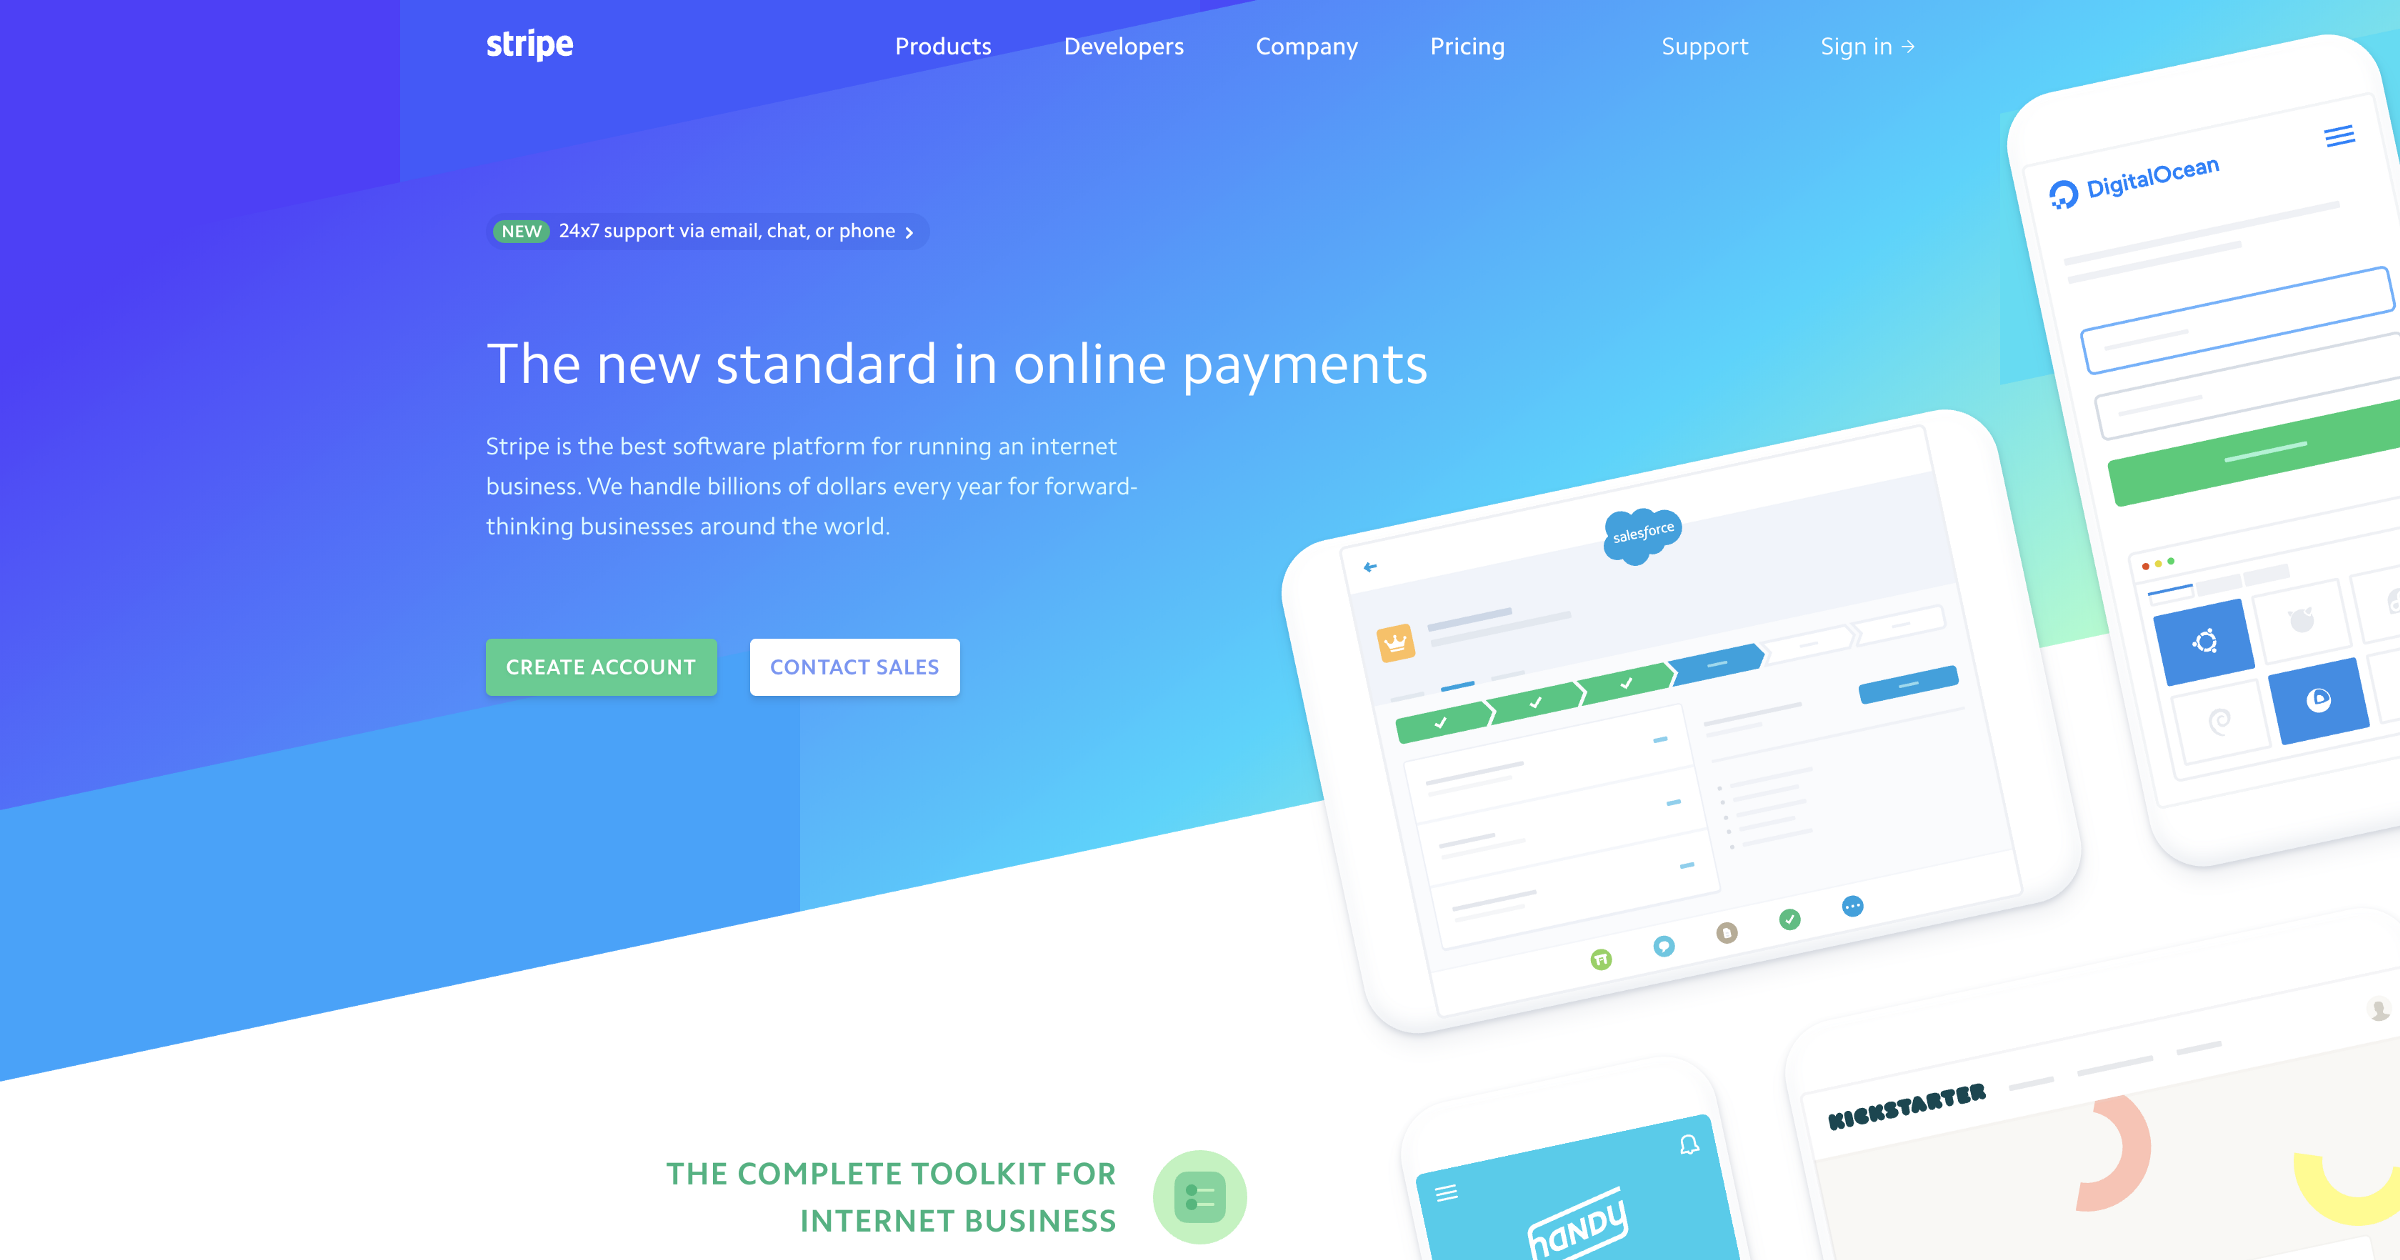 stripe
Products
Developers
Company
Pricing
Support
Sign in →
NEW 24x7 support via email, chat, or phone
The new standard in online payments
Stripe is the best software platform for running an internet
business. We handle billions of dollars every year for forward-
thinking businesses around the world.
CREATE ACCOUNT
CONTACT SALES
DigitalOcean
salesforce
KICKSTARTER
HANDY
THE COMPLETE TOOLKIT FOR
INTERNET BUSINESS